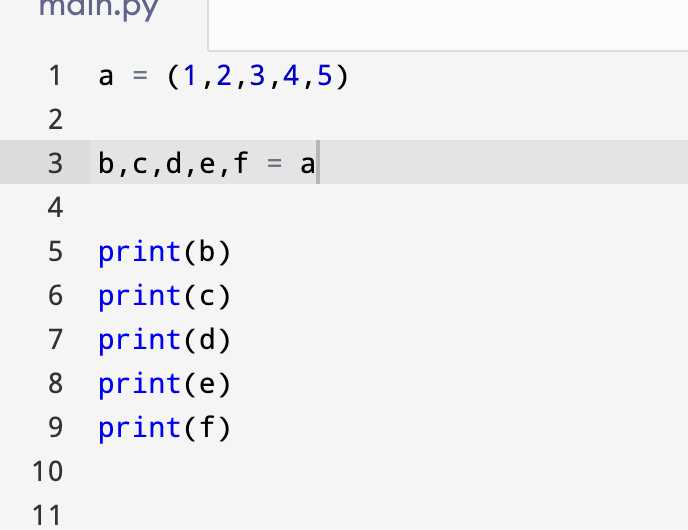 main.py
1 a = (1,2,3,4,5)
2
3 b,c,d,e,f = a
4
5 print(b)
6 print(c)
7 print(d)
8 print(e)
9 print(f)
10
11